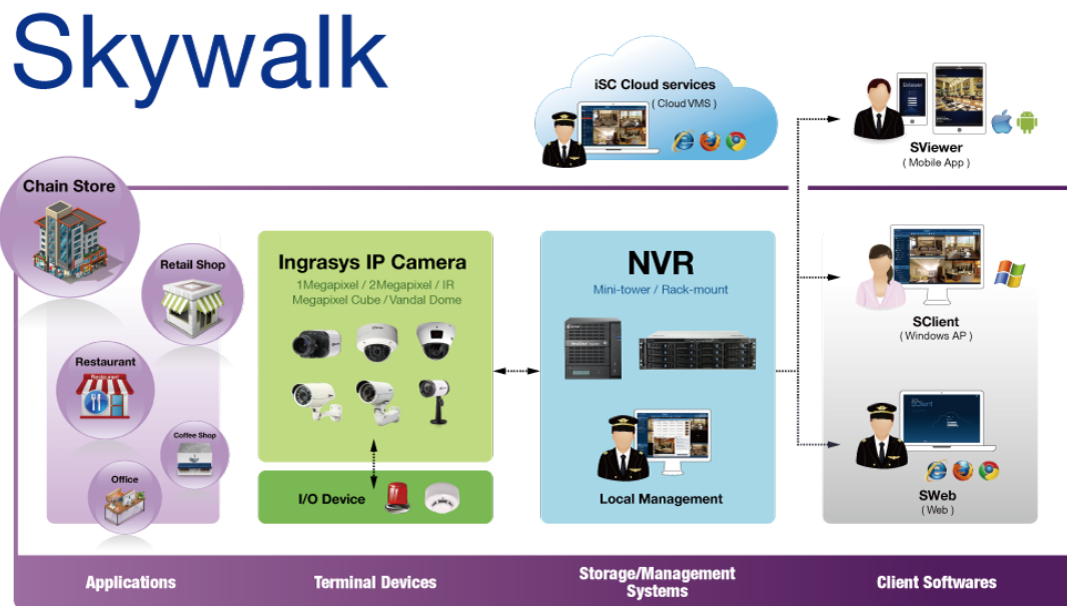 Skywalk
iSC Cloud services
( Cloud VMS )
SViewer
( Mobile App )
Chain Store
Retail Shop
Restaurant
Restaurant
Coffee Shop
Office
Ingrasys IP Camera
1Megapixel / 2Megapixel / IR
Megapixel Cube / Vandal Dome
I/O Device
NVR
Mini-tower / Rack-mount
Local Management
SClient
( Windows AP )
SClient
SWeb
( Web )
Applications
Terminal Devices
Storage/Management
Systems
Client Softwares